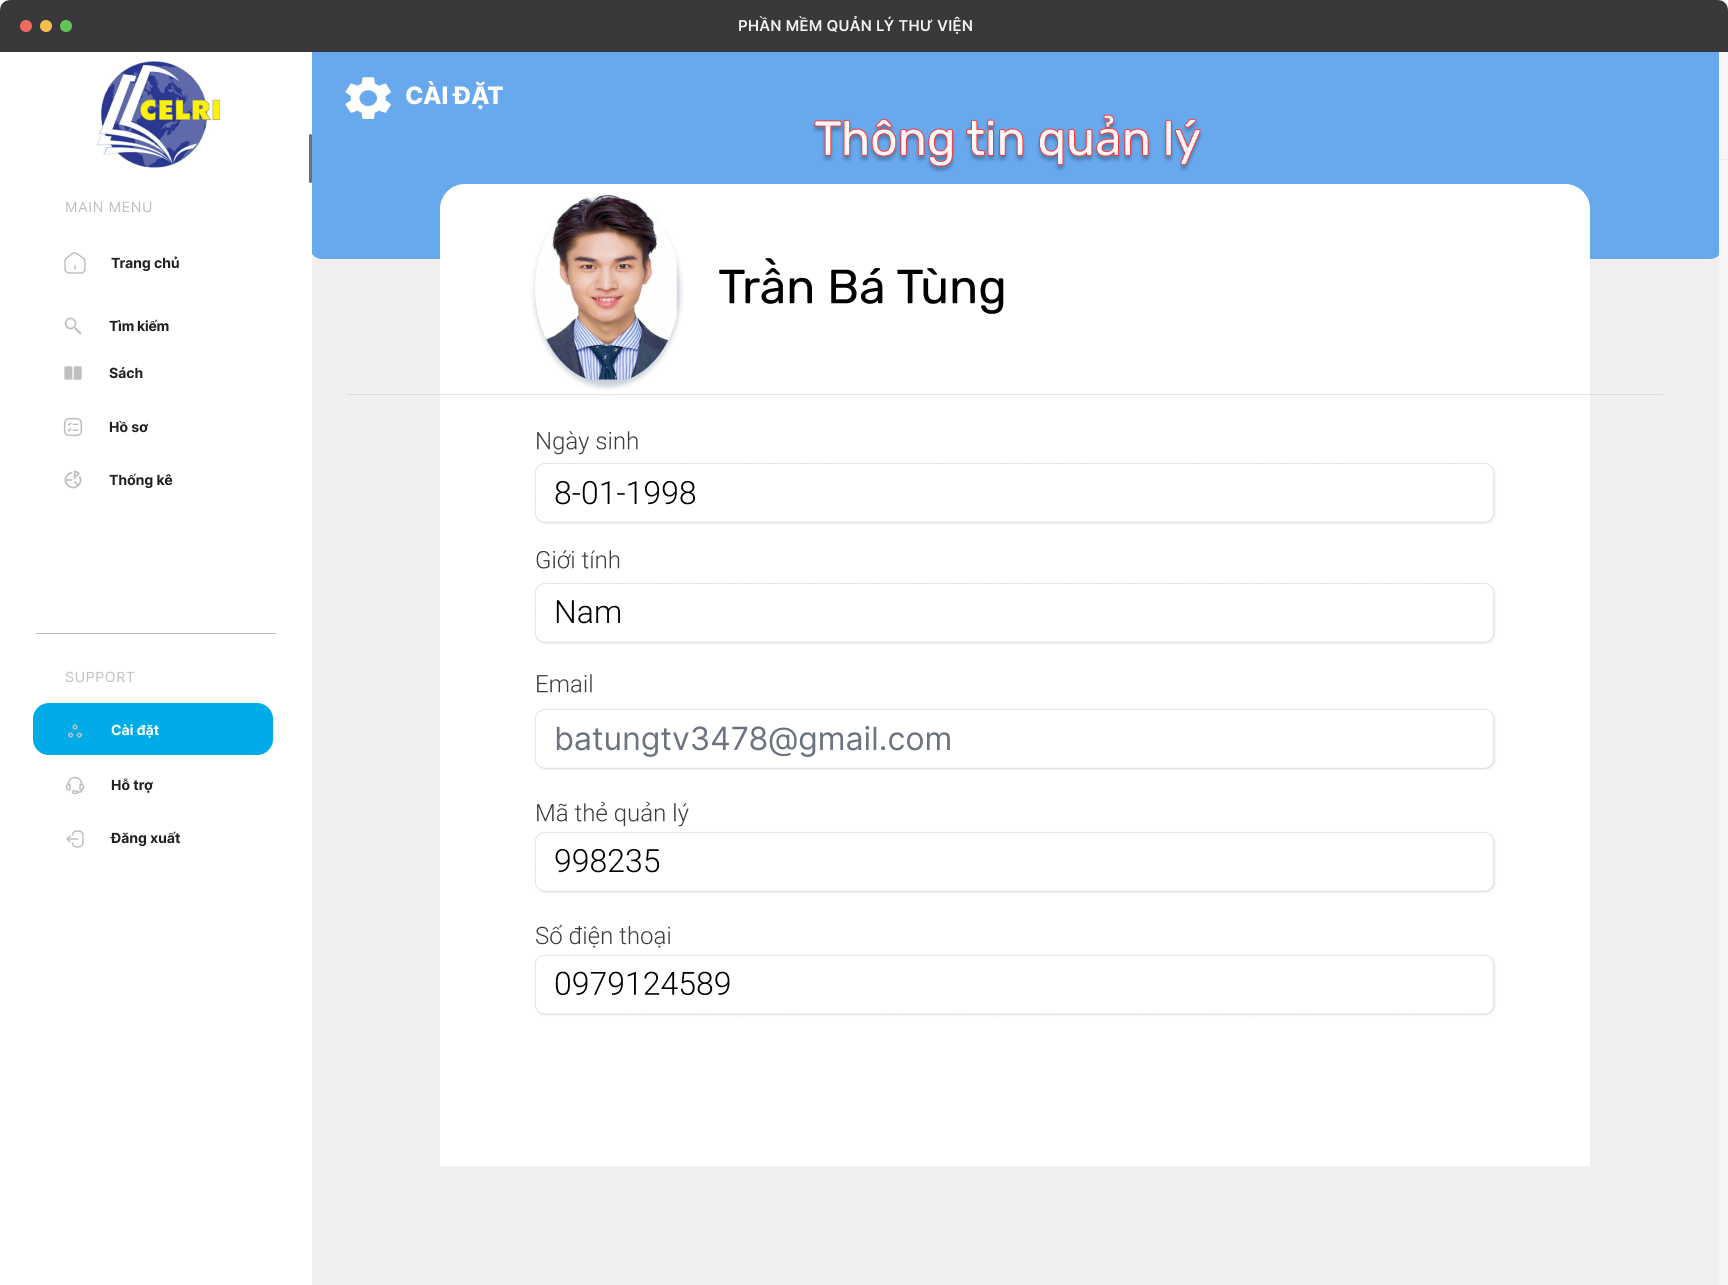 PHẦN MỀM QUẢN LÝ THƯ VIỆN
CELRI
CÀI ĐẶT
Thông tin quản lý
MAIN MENU
Trang chủ
Tìm kiếm
Sách
Hồ sơ
Thống kê
SUPPORT
Cài đặt
Hỗ trợ
Đăng xuất
Trần Bá Tùng
Ngày sinh
8-01-1998
Giới tính
Nam
Email
batungtv3478@gmail.com
Mã thẻ quản lý
998235
Số điện thoại
0979124589